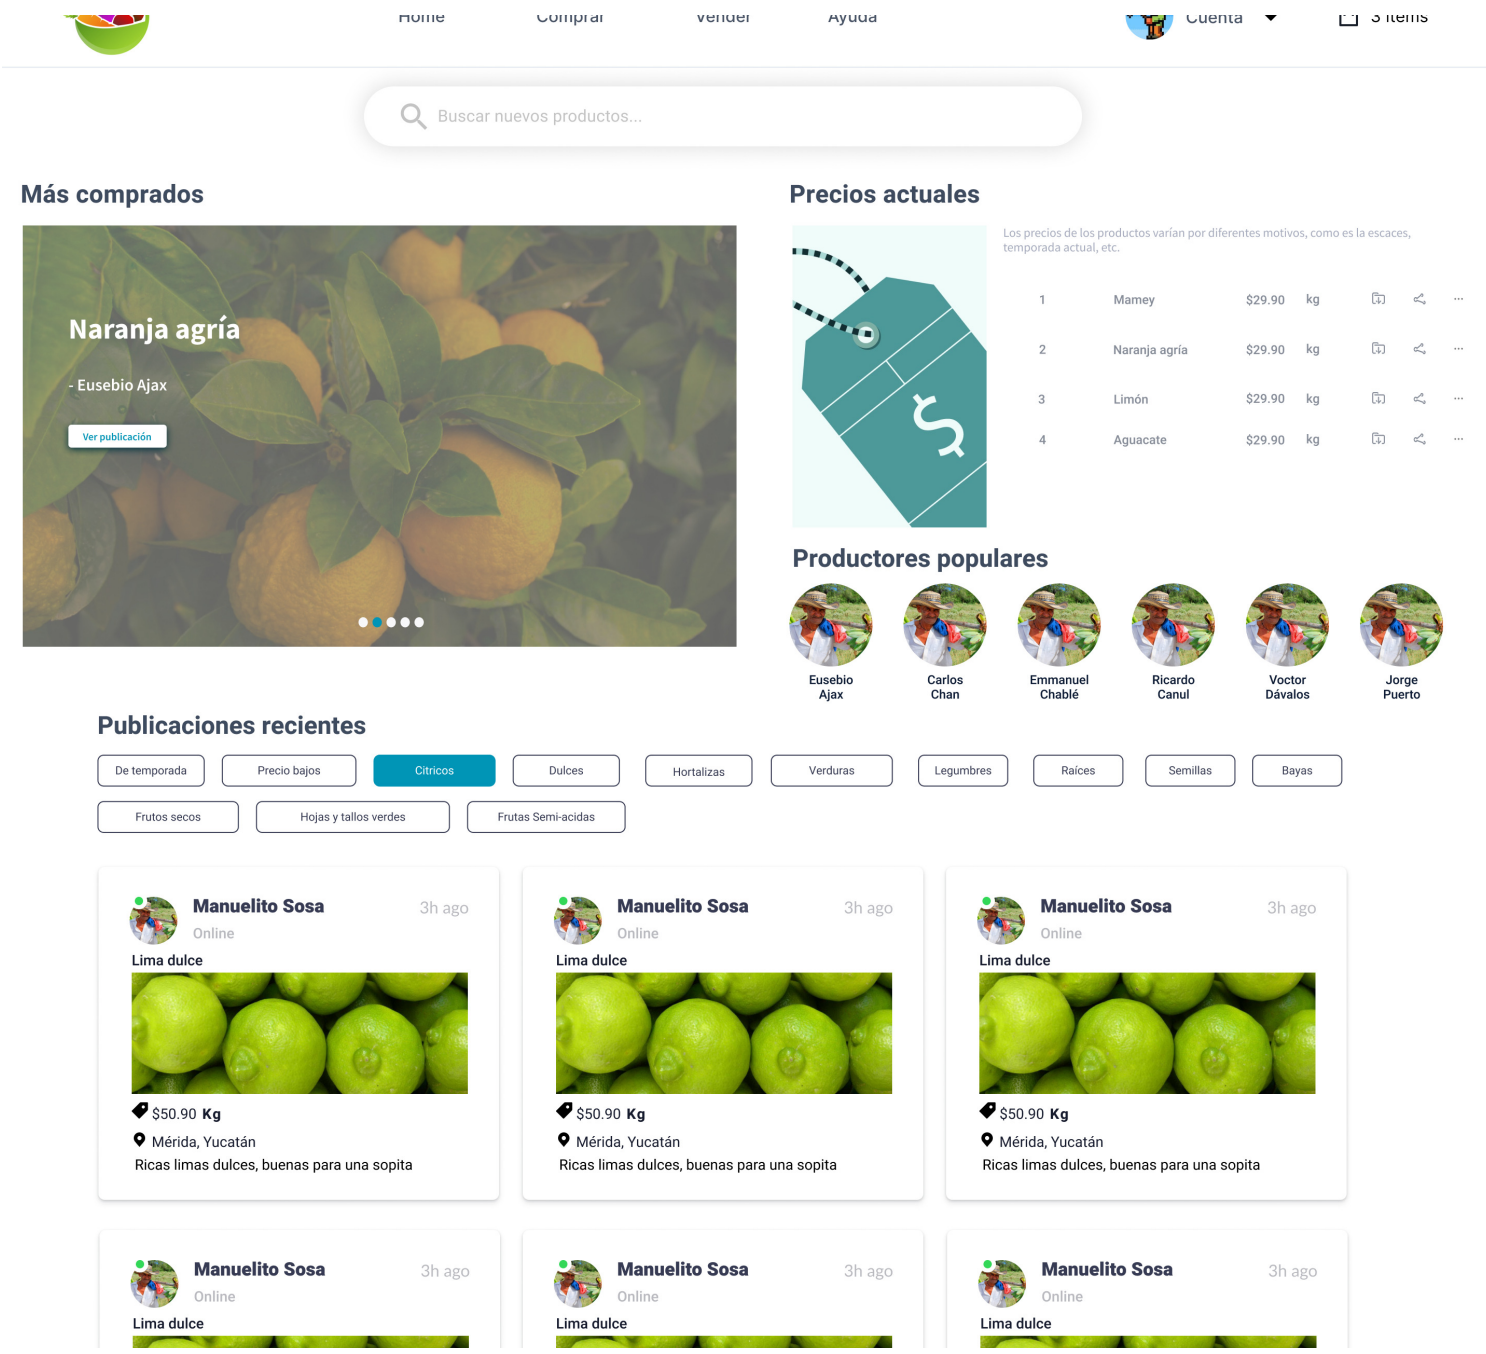 Home Comprar Vender Ayuda Cuenta 3 items
Buscar nuevos productos...
Más comprados
Naranja agría
- Eusebio Ajax
Ver publicación
Precios actuales
Los precios de los productos varían por diferentes motivos, como es la escaces,
temporada actual, etc.
1 Mamey $29.90 kg
2 Naranja agría $29.90 kg
3 Limón $29.90 kg
4 Aguacate $29.90 kg
$
Productores populares
Eusebio
Ajax
Carlos
Chan
Emmanuel
Chablé
Ricardo
Canul
Voctor
Dávalos
Jorge
Puerto
Publicaciones recientes
De temporada Precio bajos Citricos Dulces Hortalizas Verduras Legumbres Raíces Semillas Bayas
Frutos secos Hojas y tallos verdes Frutas Semi-acidas
Manuelito Sosa 3h ago
Online
Lima dulce
$50.90 Kg
Mérida, Yucatán
Ricas limas dulces, buenas para una sopita
Manuelito Sosa 3h ago
Online
Lima dulce
$50.90 Kg
Mérida, Yucatán
Ricas limas dulces, buenas para una sopita
Manuelito Sosa 3h ago
Online
Lima dulce
$50.90 Kg
Mérida, Yucatán
Ricas limas dulces, buenas para una sopita
Manuelito Sosa 3h ago
Online
Lima dulce
Manuelito Sosa 3h ago
Online
Lima dulce
Manuelito Sosa 3h ago
Online
Lima dulce